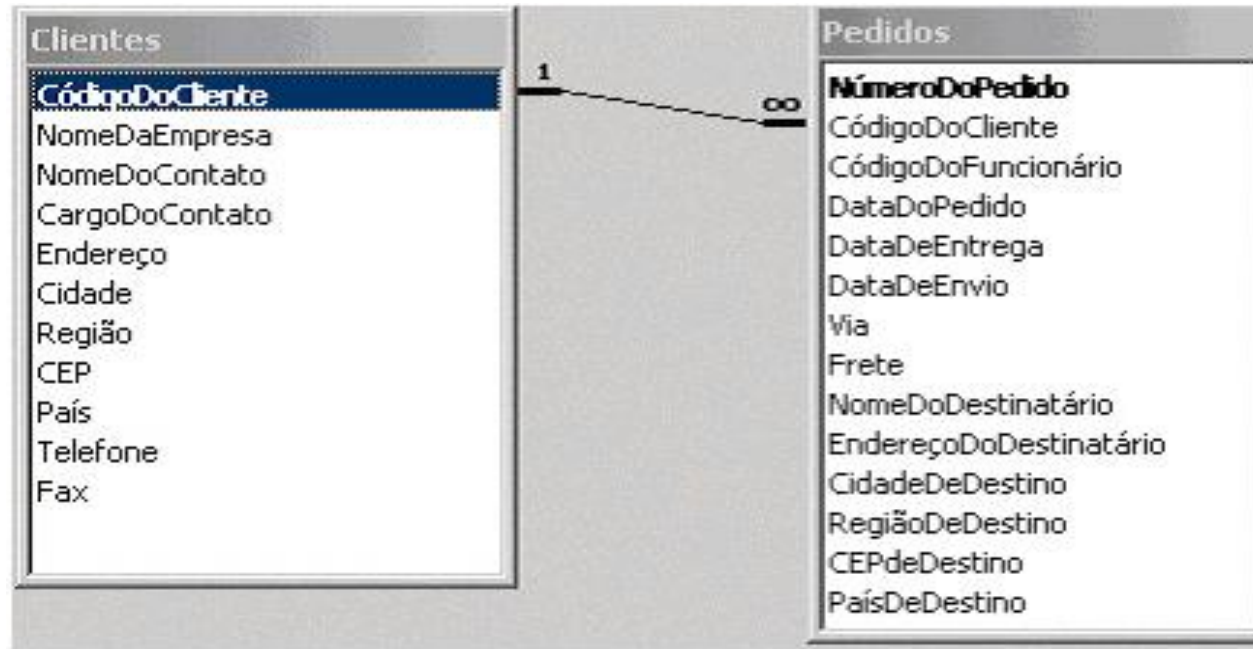 Clientes
CódigoDoCliente
NomeDaEmpresa
NomeDoContato
CargoDoContato
Endereço
Cidade
Região
CEP
País
Telefone
Fax
1
∞
Pedidos
NúmeroDoPedido
CódigoDoCliente
CódigoDoFuncionário
DataDoPedido
DataDeEntrega
DataDeEnvio
Via
Frete
NomeDoDestinatário
EndereçoDoDestinatário
CidadeDeDestino
RegiãoDeDestino
CEPdeDestino
PaísDeDestino